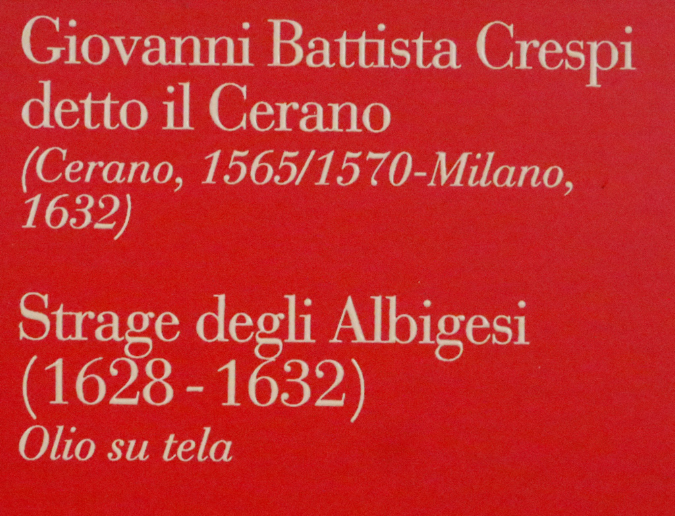 Giovanni Battista Crespi
detto il Cerano
(Cerano, 1565/1570-Milano,
1632)
Strage degli Albigesi
(1628 - 1632)
Olio su tela